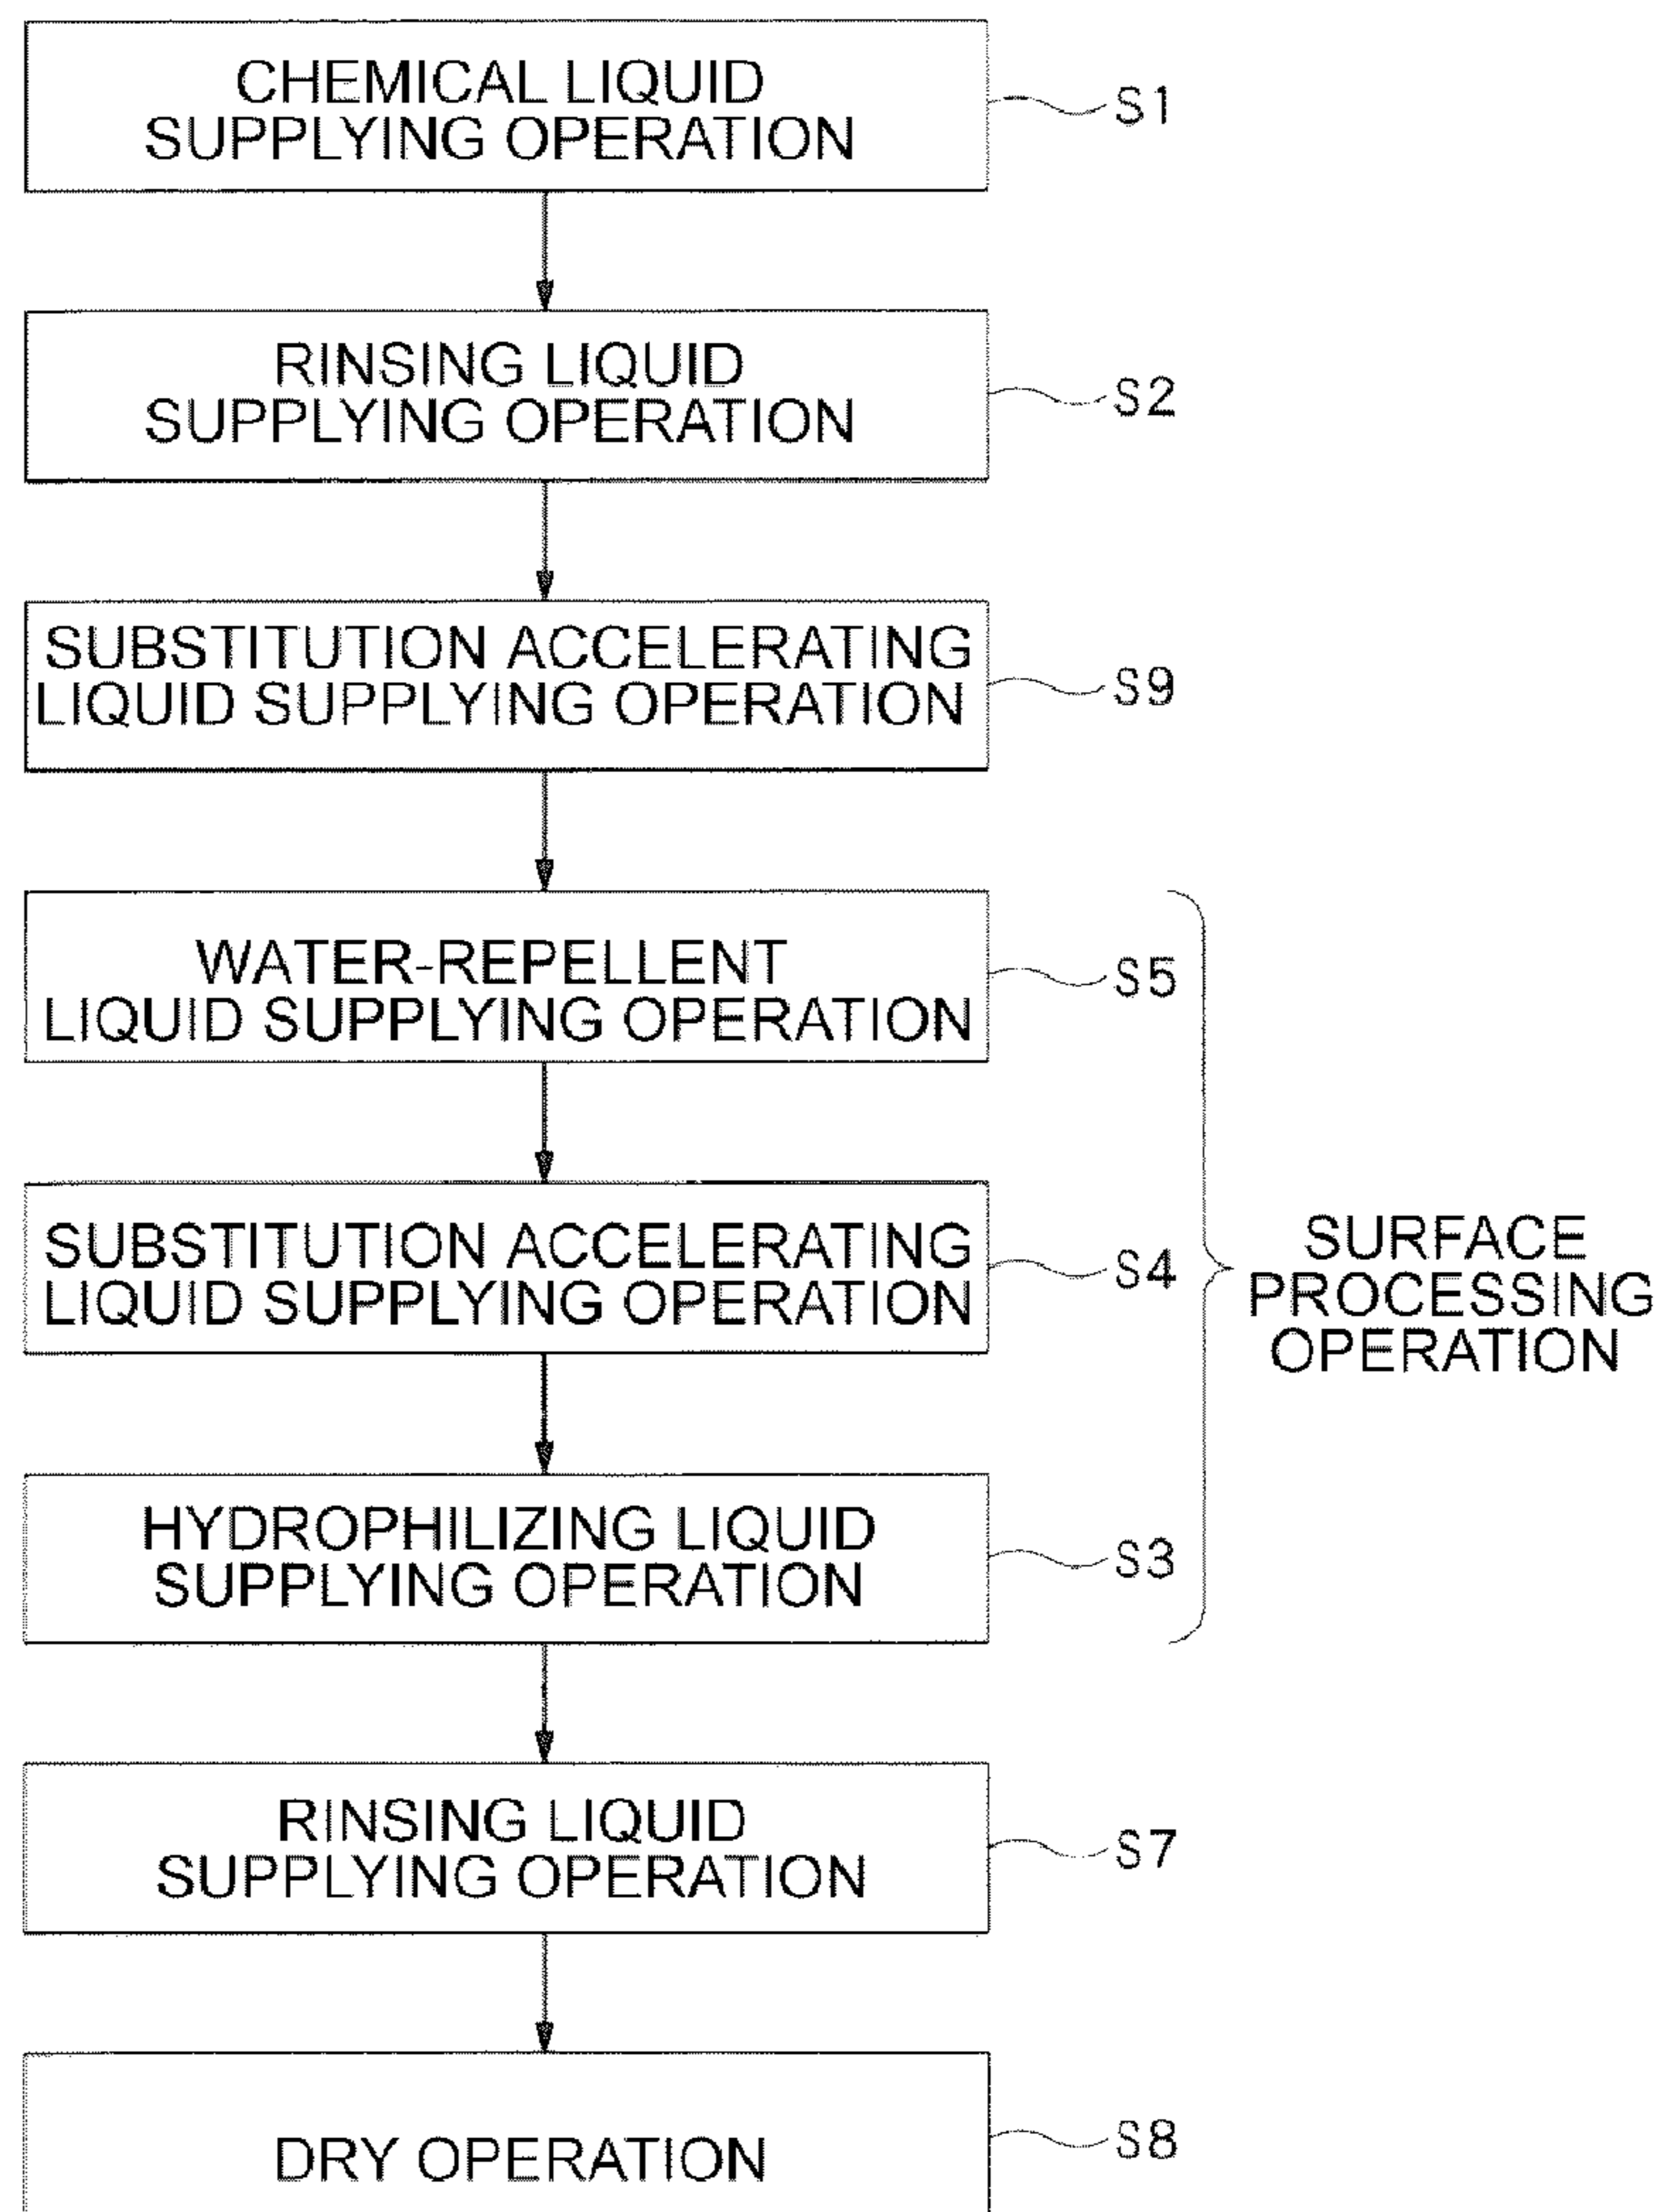 CHEMICAL LIQUID
SUPPLYING OPERATION
S1
RINSING LIQUID
SUPPLYING OPERATION
S2
SUBSTITUTION ACCELERATING
LIQUID SUPPLYING OPERATION
S9
WATER-REPELLENT
LIQUID SUPPLYING OPERATION
S5
SUBSTITUTION ACCELERATING
LIQUID SUPPLYING OPERATION
S4
SURFACE
PROCESSING
OPERATION
HYDROPHILIZING LIQUID
SUPPLYING OPERATION
S3
RINSING LIQUID
SUPPLYING OPERATION
S7
DRY OPERATION
S8